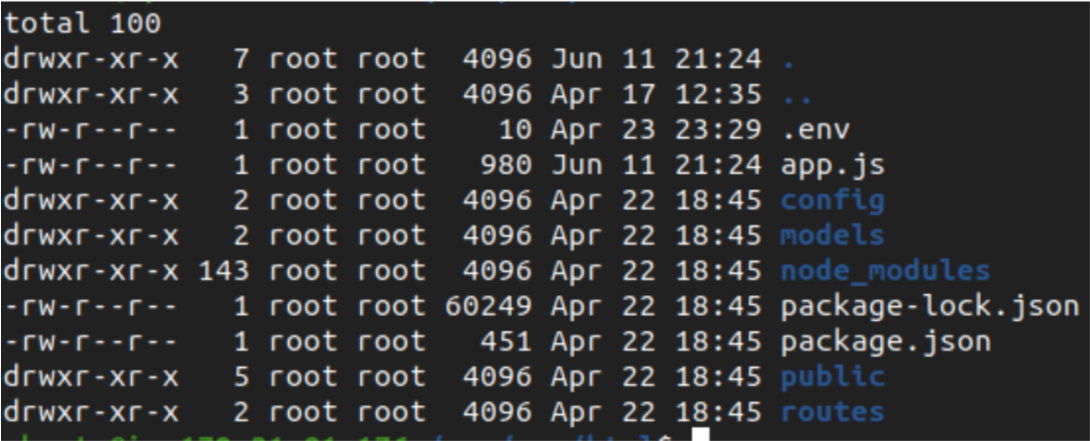 total 100
drwxr-xr-x   7 root root  4096 Jun 11 21:24 .
drwxr-xr-x   3 root root  4096 Apr 17 12:35 ..
-rw-r--r--   1 root root    10 Apr 23 23:29 .env
-rw-r--r--   1 root root   980 Jun 11 21:24 app.js
drwxr-xr-x   2 root root  4096 Apr 22 18:45 config
drwxr-xr-x   2 root root  4096 Apr 22 18:45 models
drwxr-xr-x 143 root root  4096 Apr 22 18:45 node_modules
-rw-r--r--   1 root root 60249 Apr 22 18:45 package-lock.json
-rw-r--r--   1 root root   451 Apr 22 18:45 package.json
drwxr-xr-x   5 root root  4096 Apr 22 18:45 public
drwxr-xr-x   2 root root  4096 Apr 22 18:45 routes